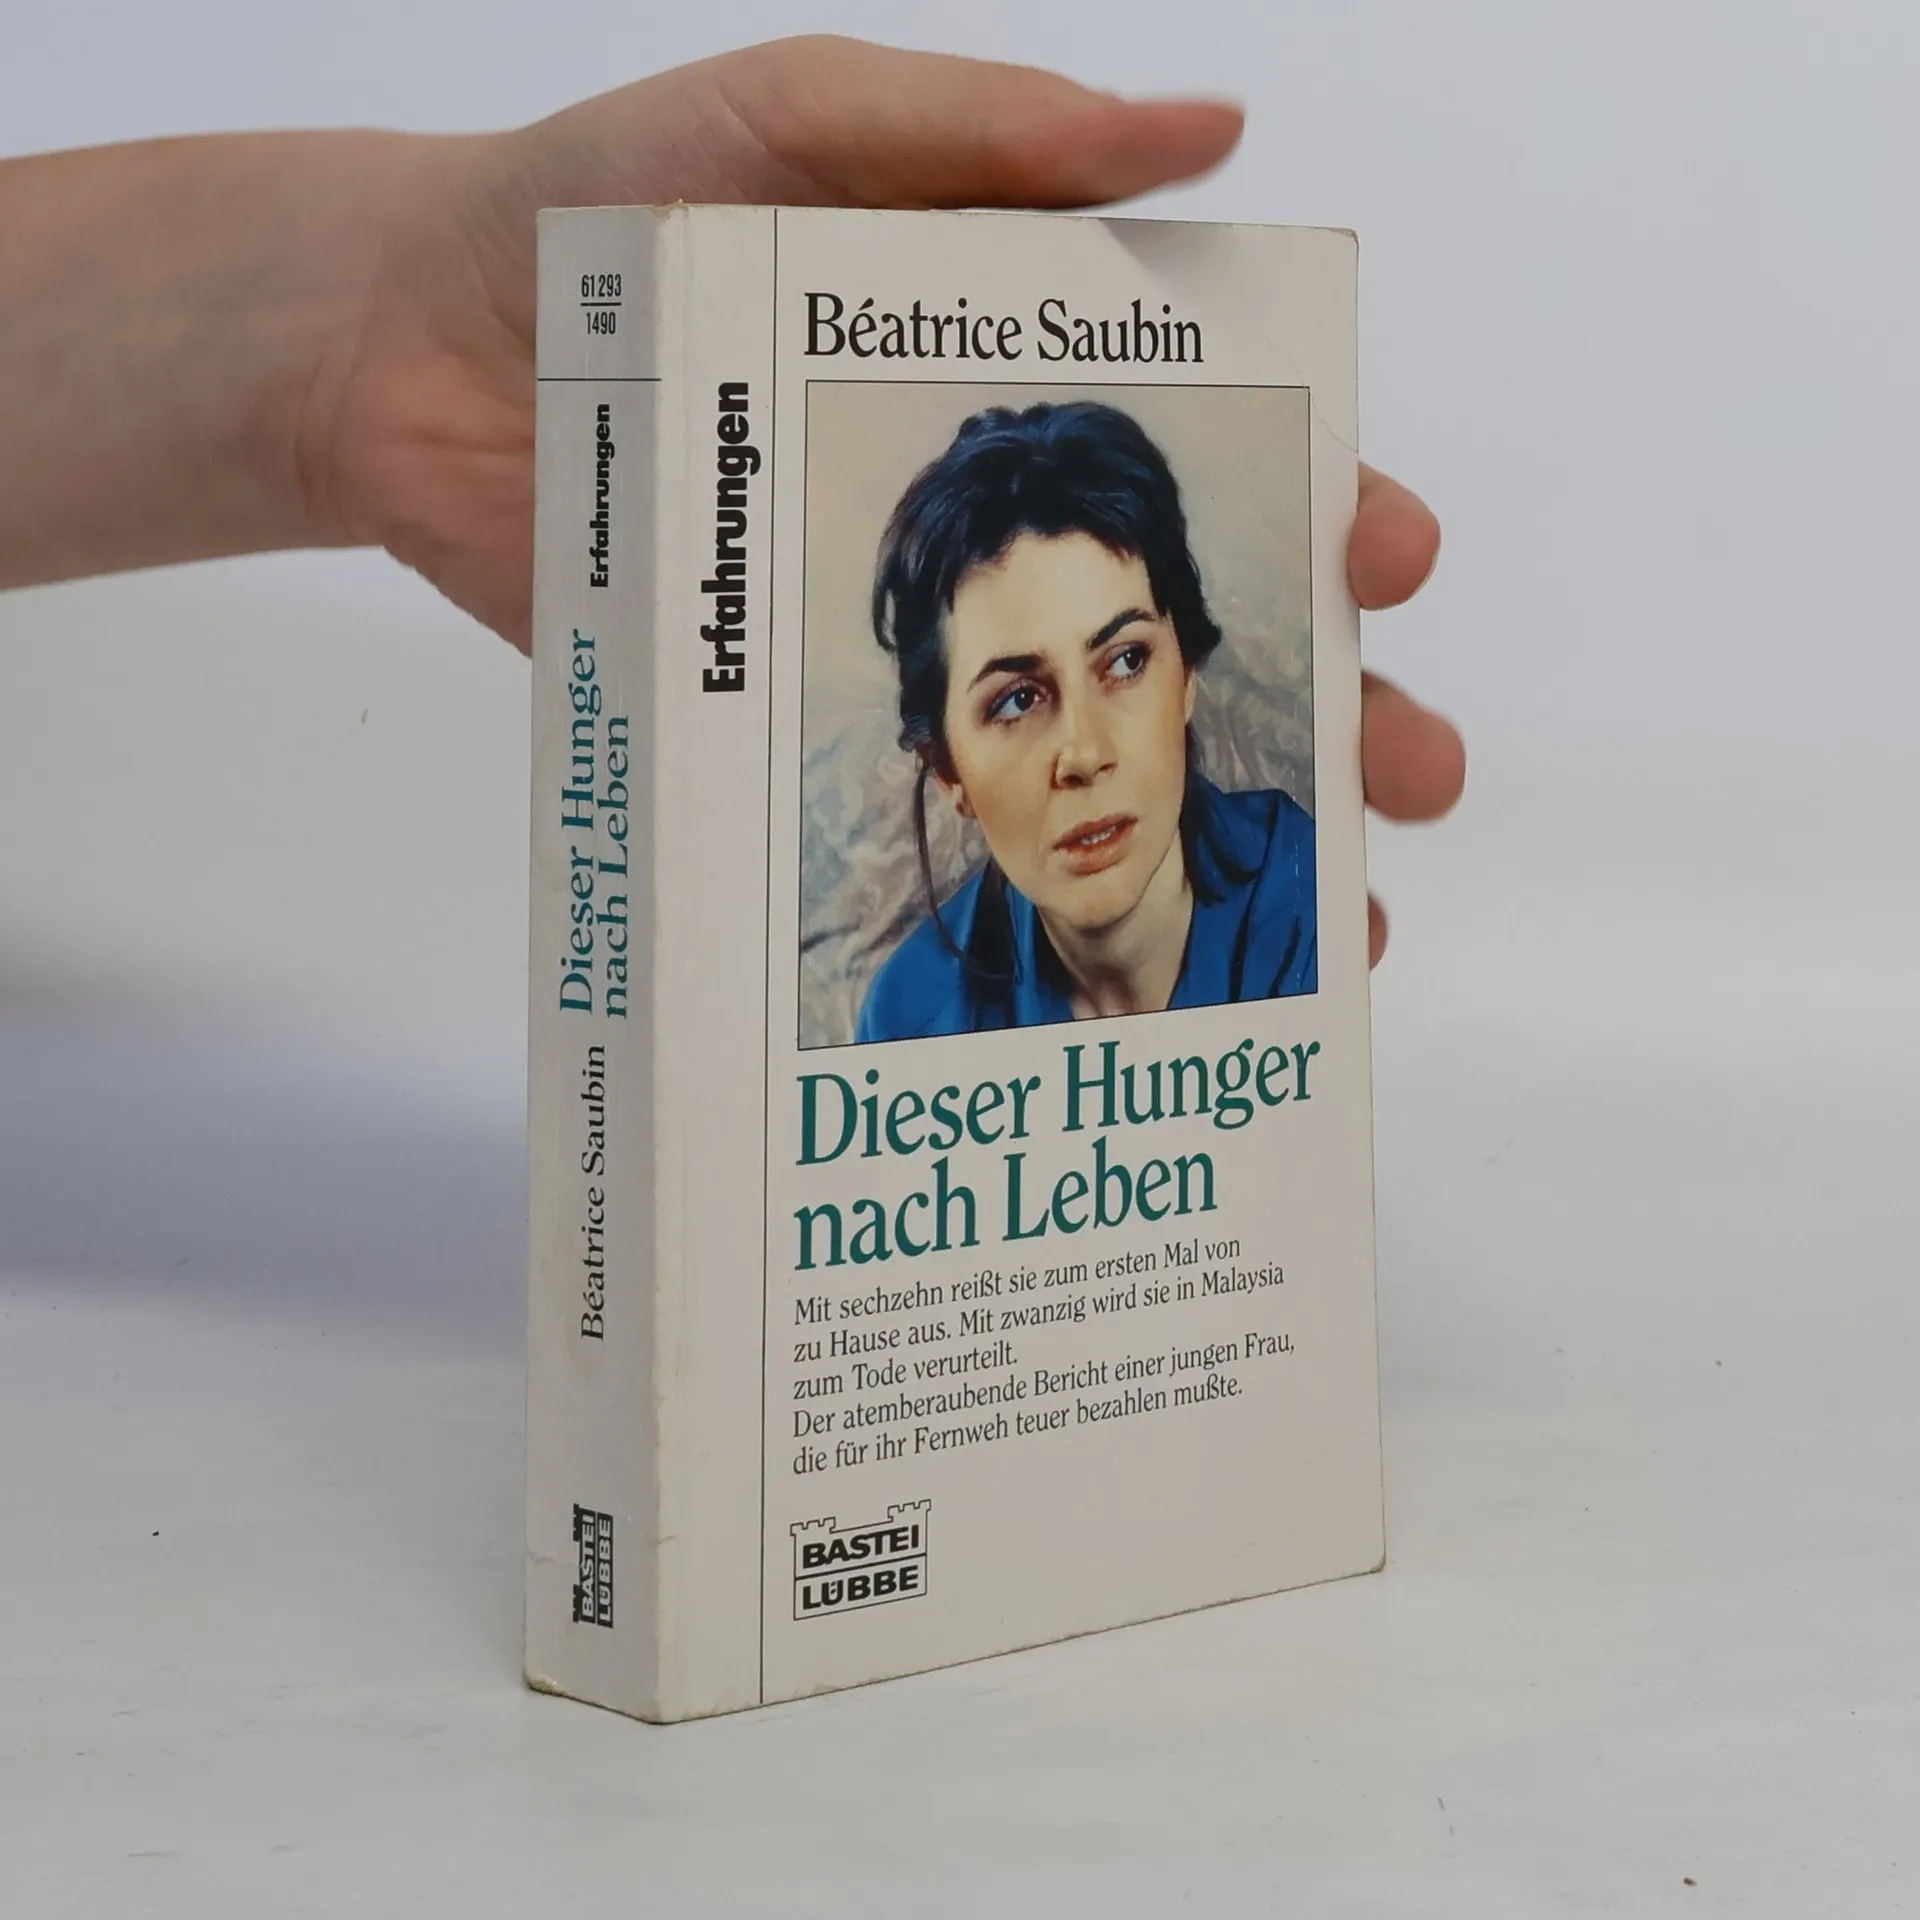 61 293
1490
Erfahrungen
Dieser Hunger
nach Leben
Béatrice Saubin
BASTEI
LÜBBE
Erfahrungen
Béatrice Saubin
Dieser Hunger
nach Leben
Mit sechzehn reißt sie zum ersten Mal von
zu Hause aus. Mit zwanzig wird sie in Malaysia
zum Tode verurteilt.
Der atemberaubende Bericht einer jungen Frau,
die für ihr Fernweh teuer bezahlen mußte.
BASTEI
LÜBBE